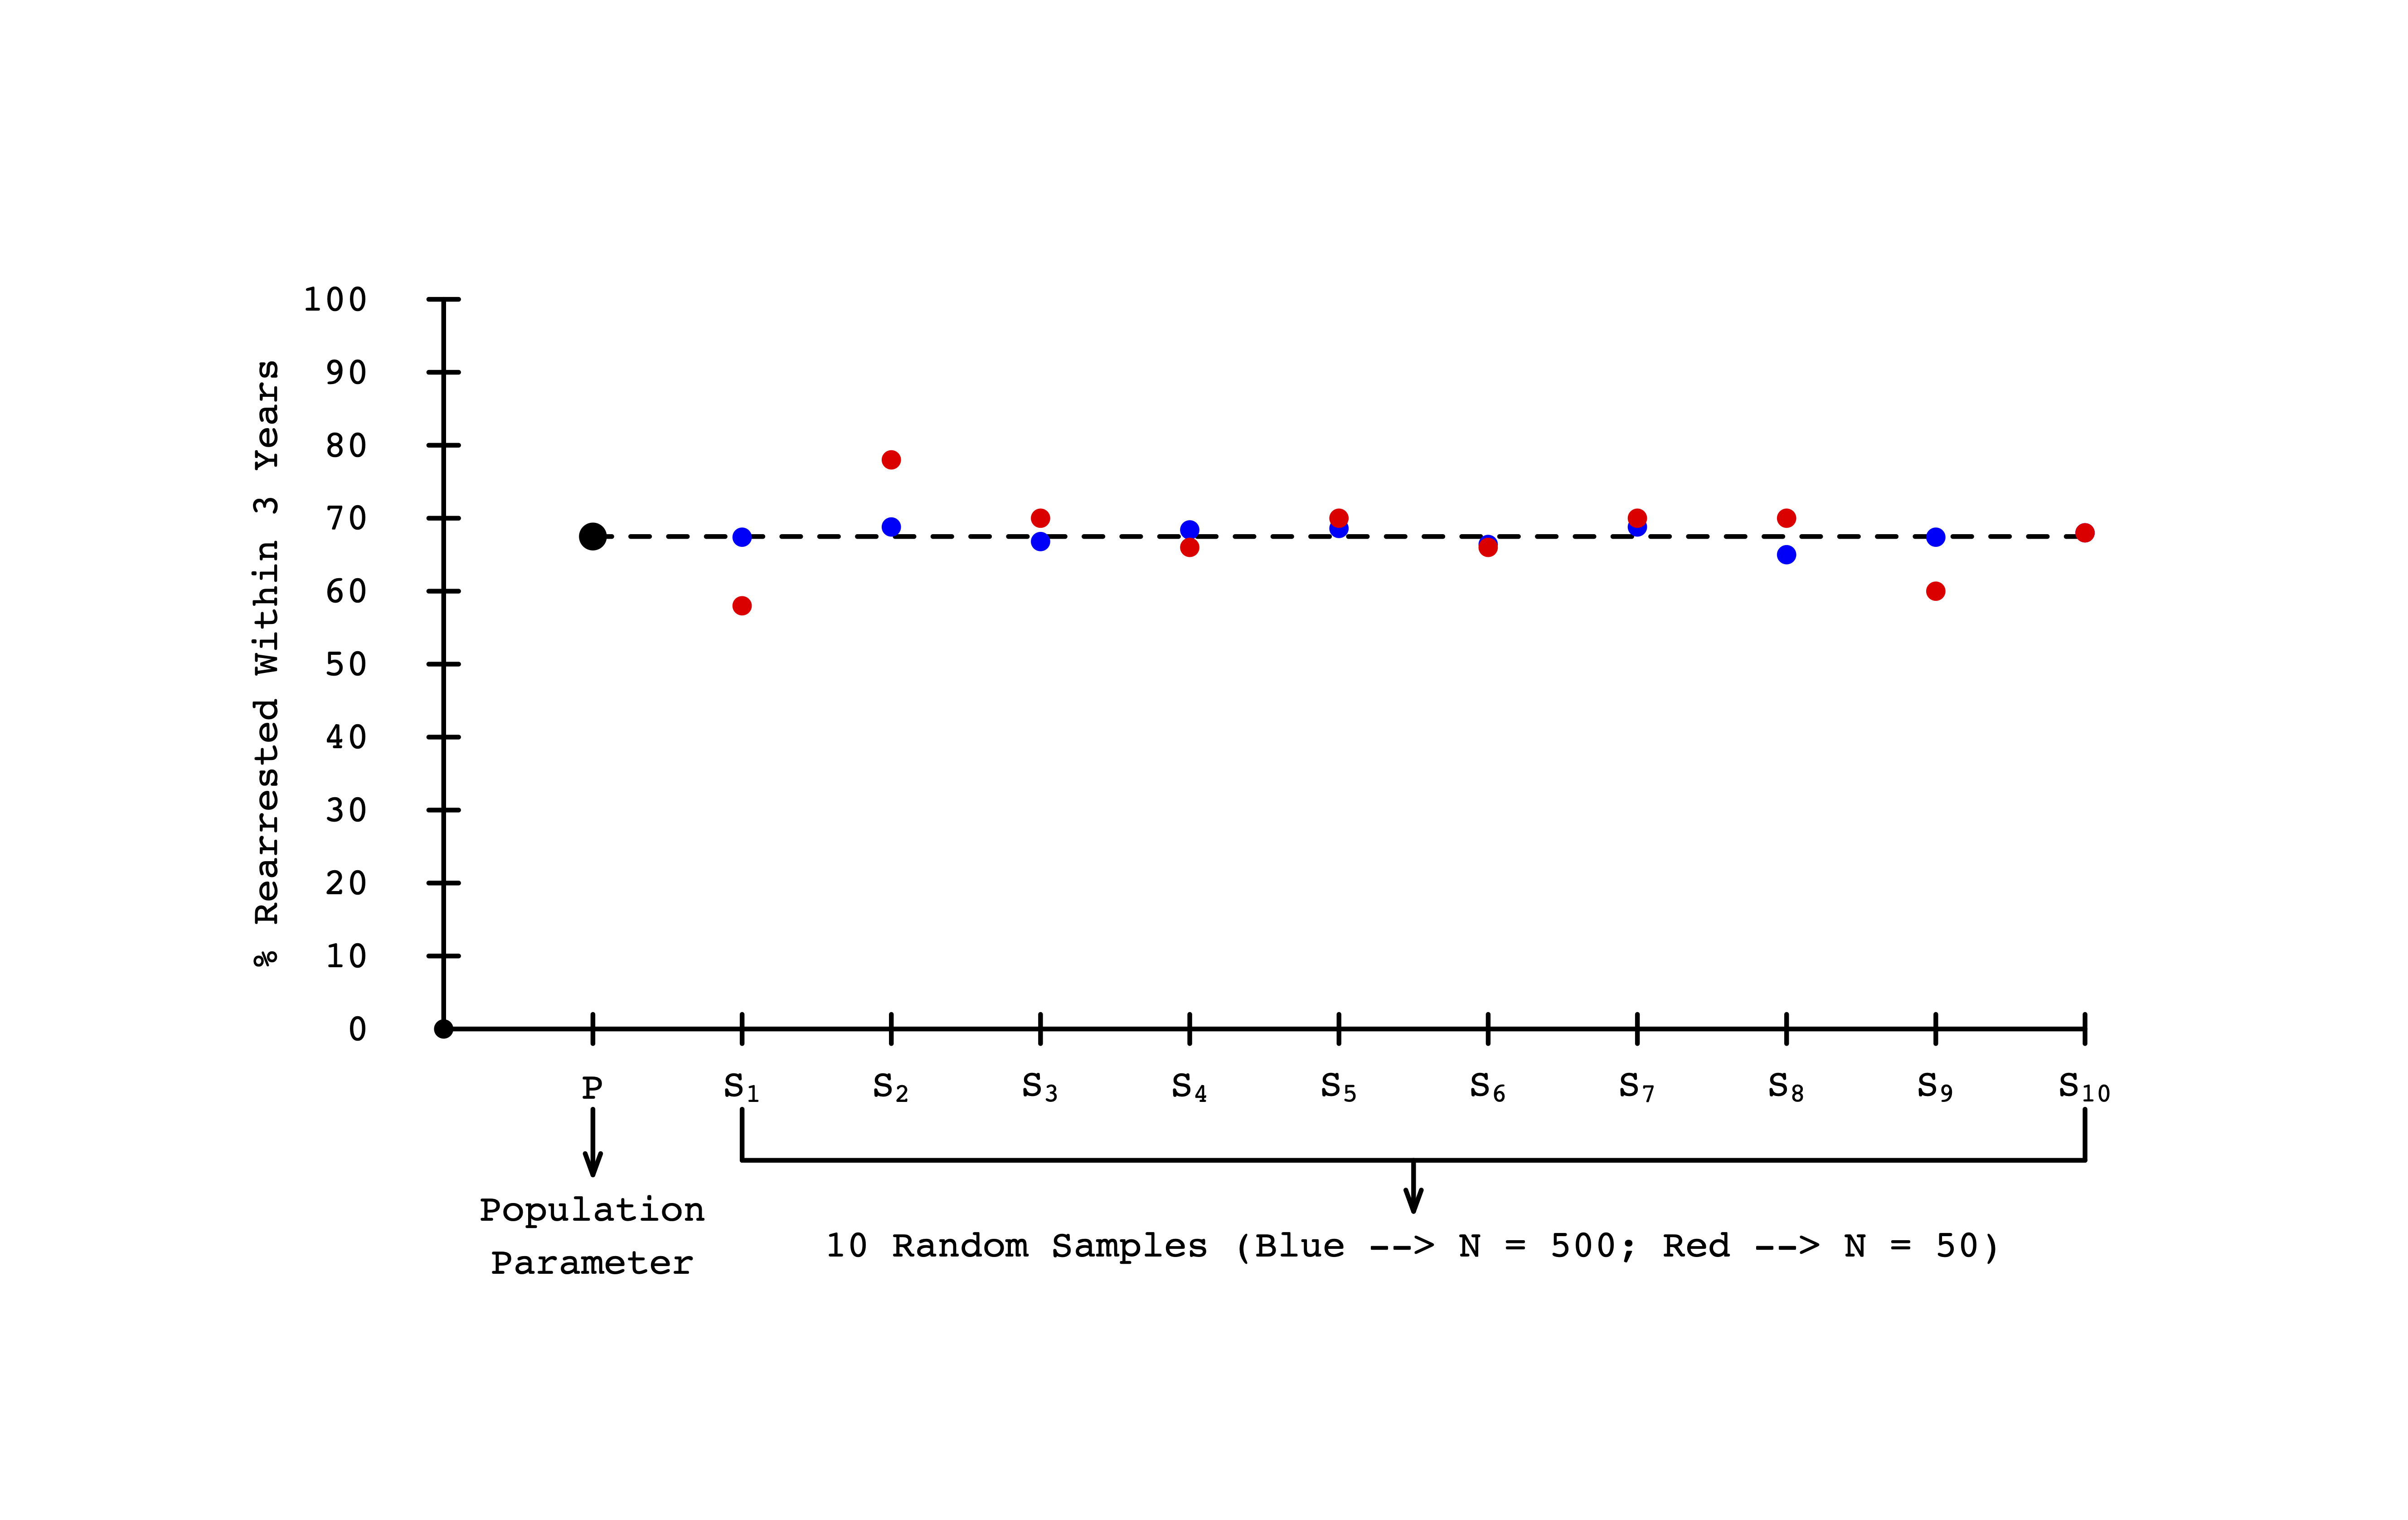 % Rearrested Within 3 Years
100
90
80
70
60
50
40
30
20
10
0
P S₁ S₂ S₃ S₄ S₅ S₆ S₇ S₈ S₉ S₁₀
Population
Parameter
10 Random Samples (Blue --> N = 500; Red --> N = 50)